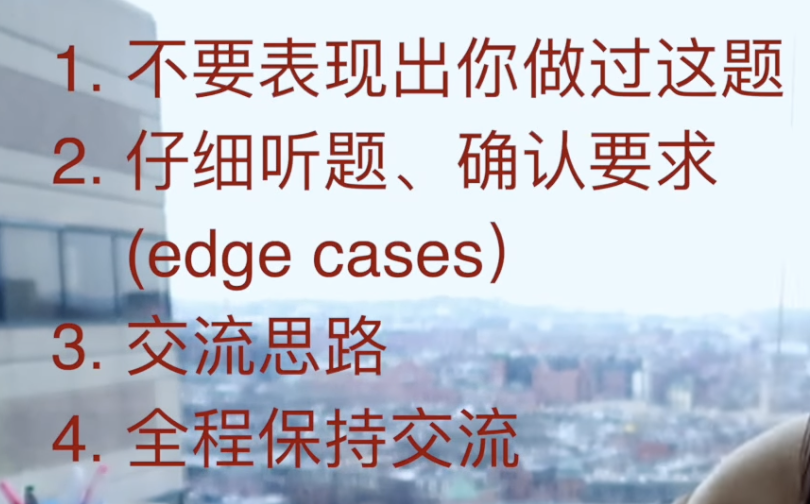 1. 不要表现出你做过这题
2. 仔细听题、确认要求
(edge cases）
3. 交流思路
4. 全程保持交流